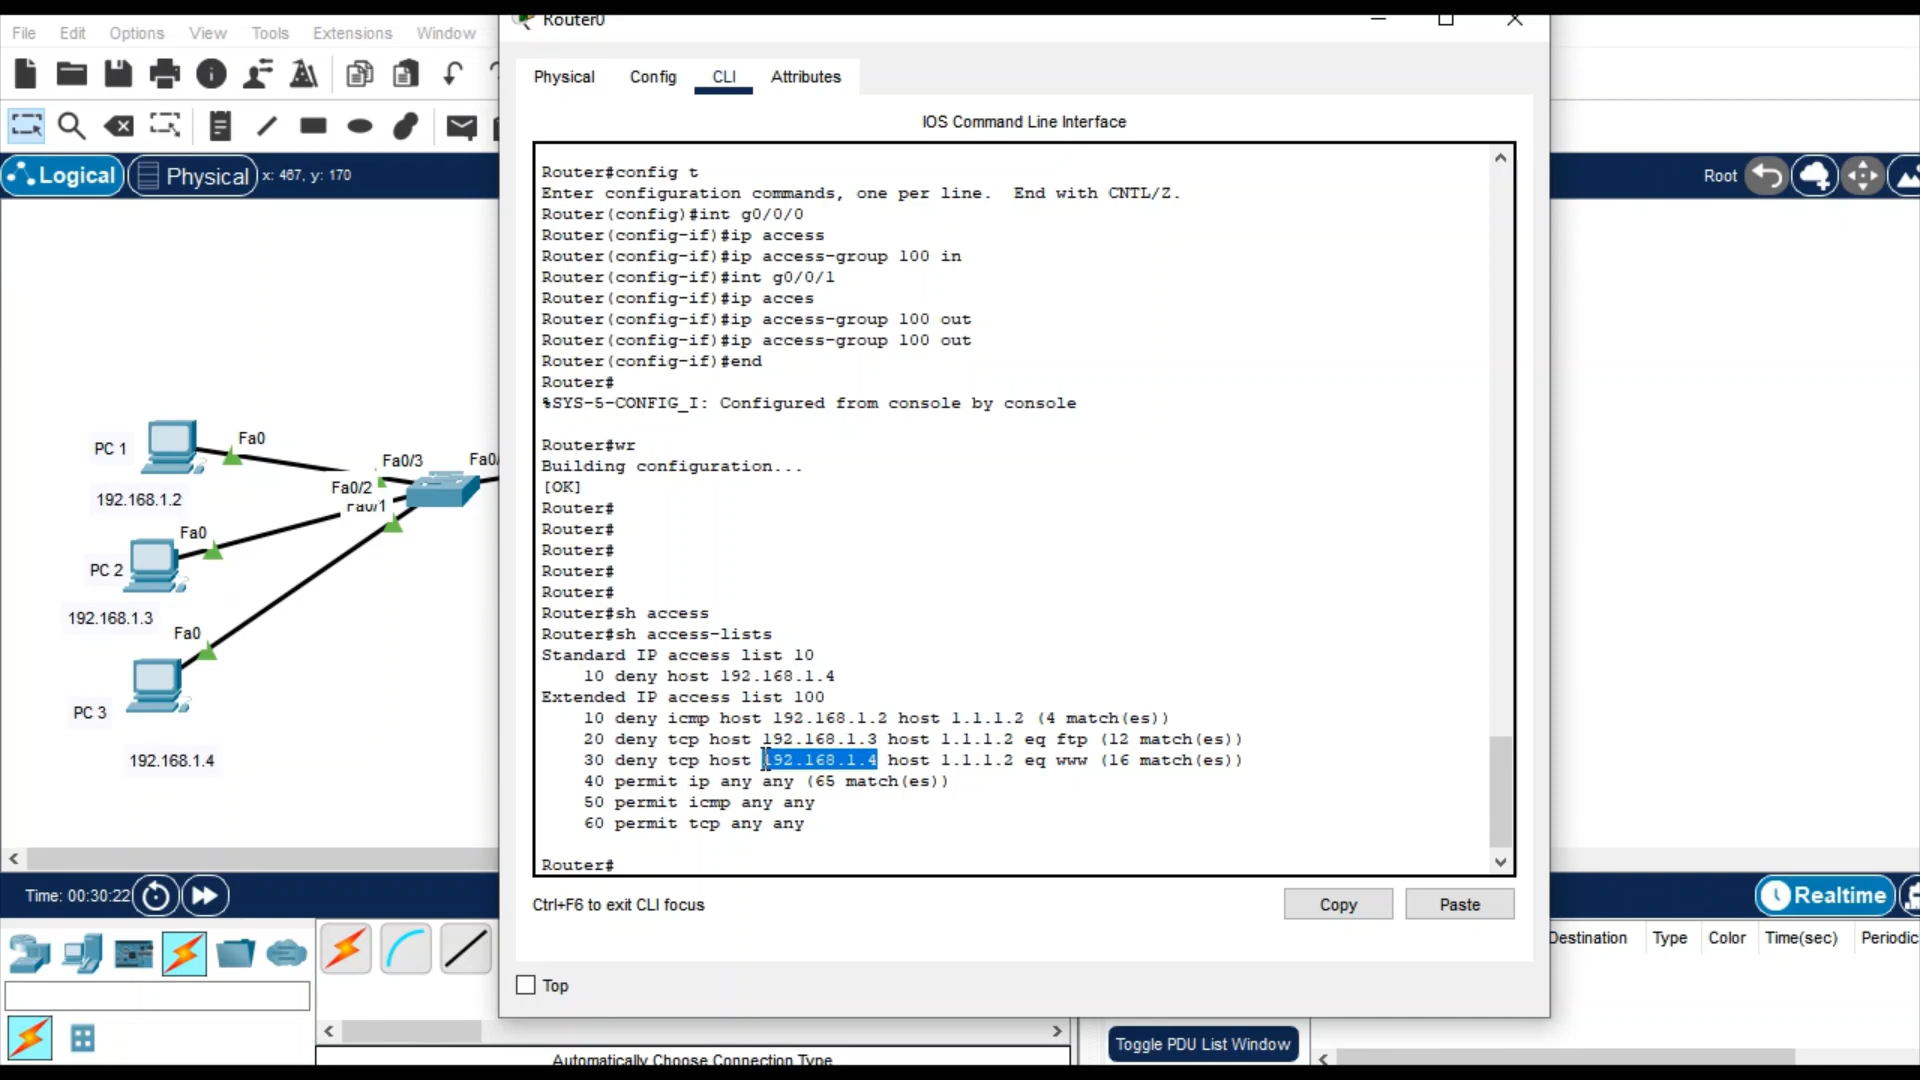 Router0
File Edit Options View Tools Extensions Window
Physical Config CLI Attributes
IOS Command Line Interface
Logical Physical x: 467, y: 170
Root
Router#config t
Enter configuration commands, one per line. End with CNTL/Z.
Router(config)#int g0/0/0
Router(config-if)#ip access
Router(config-if)#ip access-group 100 in
Router(config-if)#int g0/0/1
Router(config-if)#ip acces
Router(config-if)#ip access-group 100 out
Router(config-if)#ip access-group 100 out
Router(config-if)#end
Router#
%SYS-5-CONFIG_I: Configured from console by console
Router#wr
Building configuration...
[OK]
Router#
Router#
Router#
Router#
Router#
Router#sh access
Router#sh access-lists
Standard IP access list 10
10 deny host 192.168.1.4
Extended IP access list 100
10 deny icmp host 192.168.1.2 host 1.1.1.2 (4 match(es))
20 deny tcp host 192.168.1.3 host 1.1.1.2 eq ftp (12 match(es))
30 deny tcp host 192.168.1.4 host 1.1.1.2 eq www (16 match(es))
40 permit ip any any (65 match(es))
50 permit icmp any any
60 permit tcp any any
Router#
Ctrl+F6 to exit CLI focus
Copy Paste
Top
PC 1
Fa0
192.168.1.2
Fa0/3
Fa0/
Fa0/2
Fa0/1
PC 2
Fa0
192.168.1.3
Fa0
PC 3
192.168.1.4
Time: 00:30:22
Realtime
Destination Type Color Time(sec) Periodic
Toggle PDU List Window
Automatically Choose Connection Type